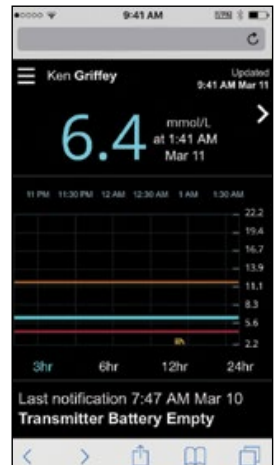 9:41 AM
Ken Griffey
Updated
9:41 AM Mar 11
6.4
mmol/L
at 1:41 AM
Mar 11
11 PM 11:30 PM 12 AM 12:30 AM 1 AM 1:30 AM
22.2
19.4
16.7
13.9
11.1
8.3
5.6
2.2
3hr 6hr 12hr 24hr
Last notification 7:47 AM Mar 10
Transmitter Battery Empty